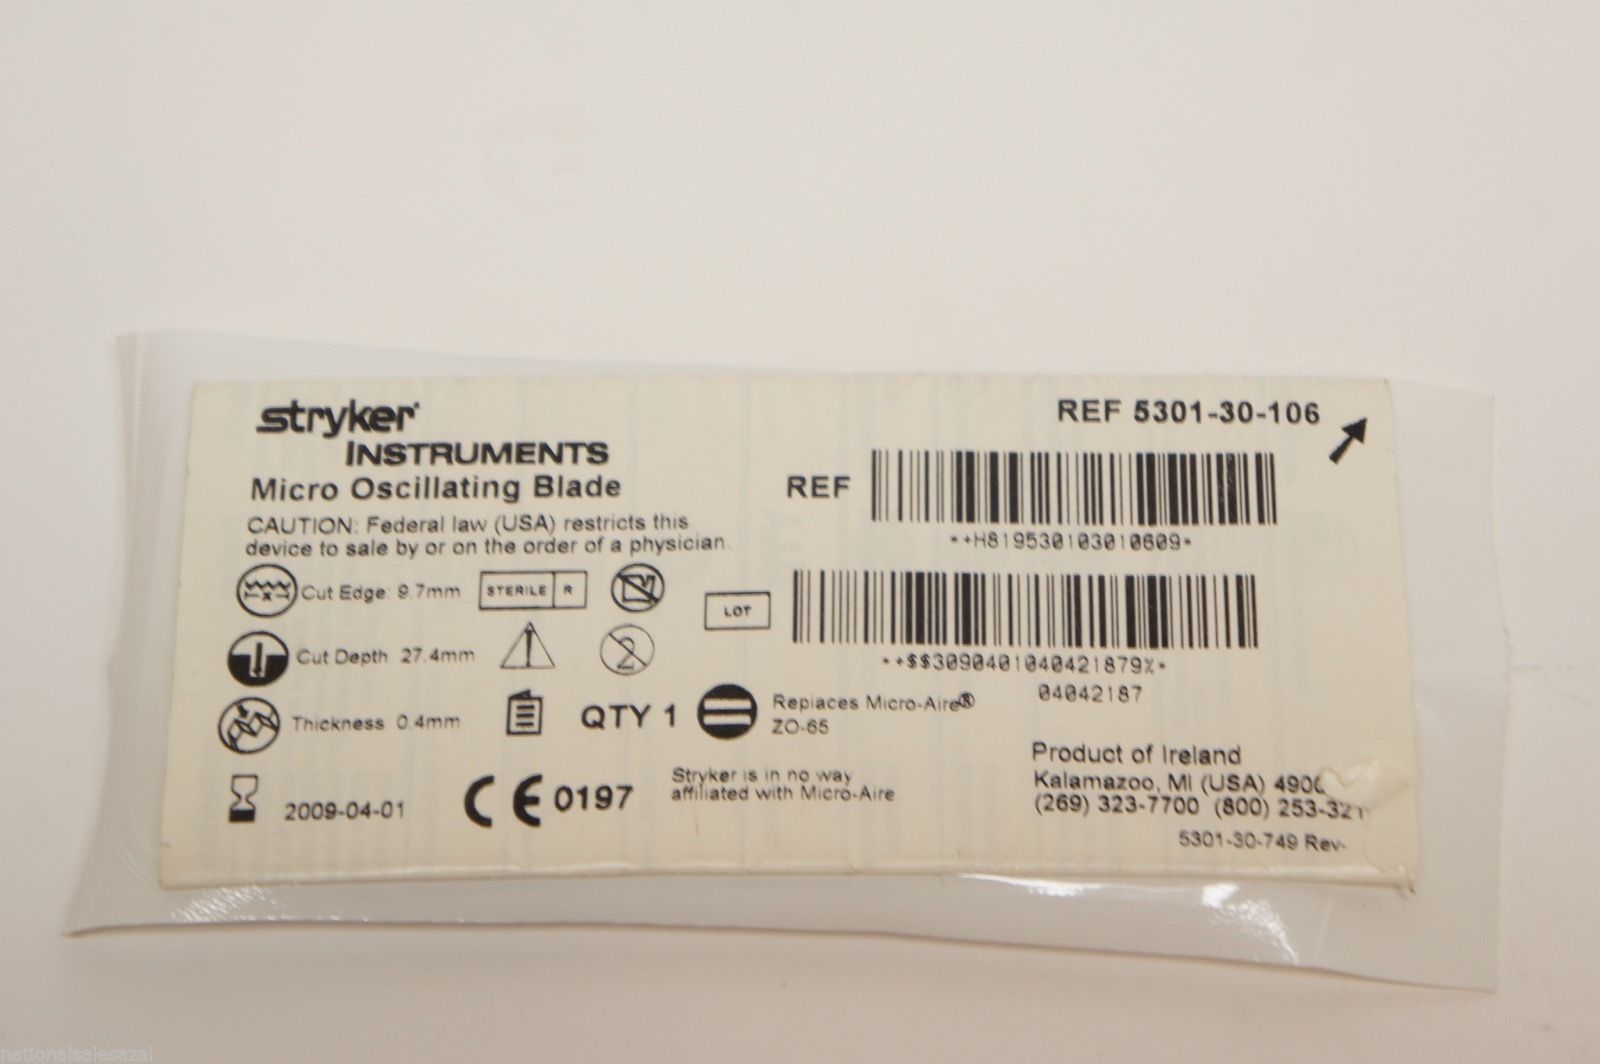 stryker
INSTRUMENTS
Micro Oscillating Blade
CAUTION: Federal law (USA) restricts this
device to sale by or on the order of a physician.
Cut Edge: 9.7mm
STERILE R
Cut Depth 27.4mm
2
Thickness 0.4mm
QTY 1
2009-04-01
CE 0197
REF 5301-30-106
REF
*+H819530103010609*
LOT
*+$$3090401040421879%*
04042187
Replaces Micro-Aire®
ZO-65
Stryker is in no way
affiliated with Micro-Aire
Product of Ireland
Kalamazoo, MI (USA)
(269) 323-7700 (800)
5301-30-749 Rev-
nationalsalesazal